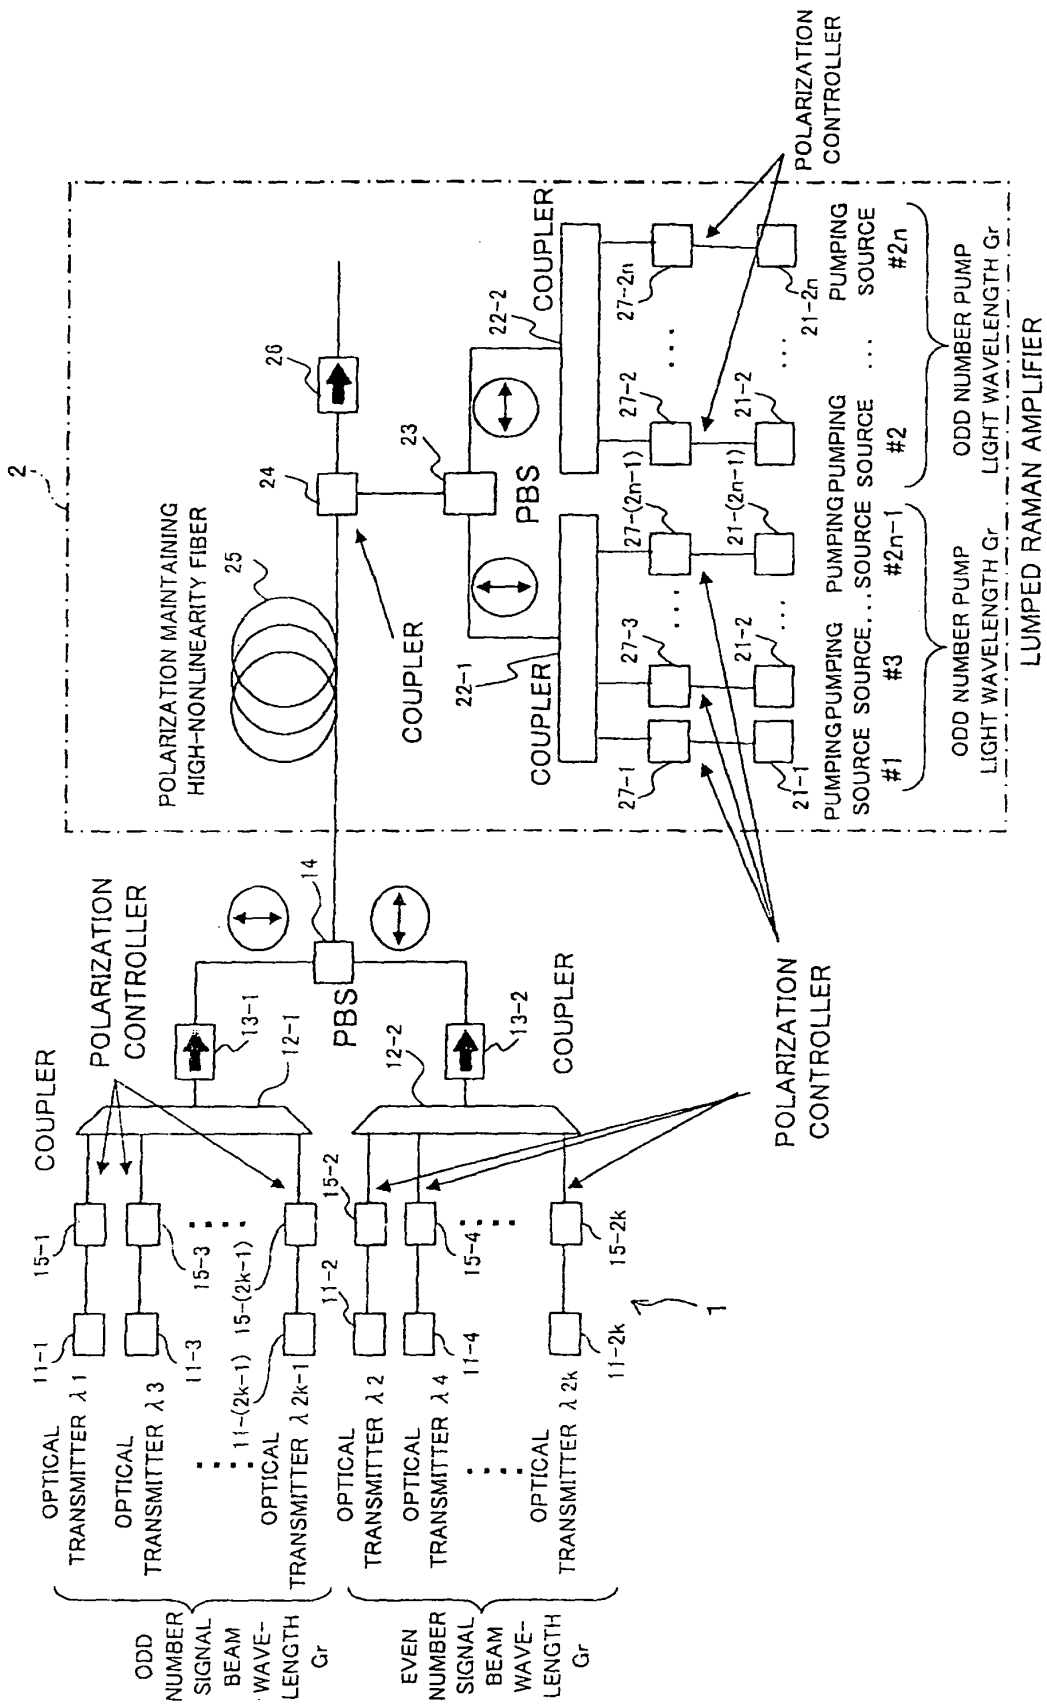 ODD
NUMBER
SIGNAL
BEAM
WAVE-
LENGTH
Gr
OPTICAL
TRANSMITTER λ1
OPTICAL
TRANSMITTER λ3
OPTICAL
TRANSMITTER λ2k-1
11-1
11-3
11-(2k-1)
15-1
15-3
15-(2k-1)
COUPLER
POLARIZATION
CONTROLLER
12-1
13-1
EVEN
NUMBER
SIGNAL
BEAM
WAVE-
LENGTH
Gr
OPTICAL
TRANSMITTER λ2
OPTICAL
TRANSMITTER λ4
OPTICAL
TRANSMITTER λ2k
11-2
11-4
11-2k
15-2
15-4
15-2k
12-2
13-2
COUPLER
POLARIZATION
CONTROLLER
1
PBS
14
2
POLARIZATION MAINTAINING
HIGH-NONLINEARITY FIBER
25
24
26
COUPLER
23
PBS
22-1
COUPLER
22-2
COUPLER
27-1
27-3
27-(2n-1)
27-2
27-2n
21-1
21-2
21-(2n-1)
21-2
21-2n
POLARIZATION
CONTROLLER
POLARIZATION
CONTROLLER
PUMPING PUMPING PUMPING PUMPING PUMPING
SOURCE SOURCE... SOURCE SOURCE ... SOURCE
#1 #3 #2n-1 #2 #2n
ODD NUMBER PUMP
LIGHT WAVELENGTH Gr
ODD NUMBER PUMP
LIGHT WAVELENGTH Gr
LUMPED RAMAN AMPLIFIER